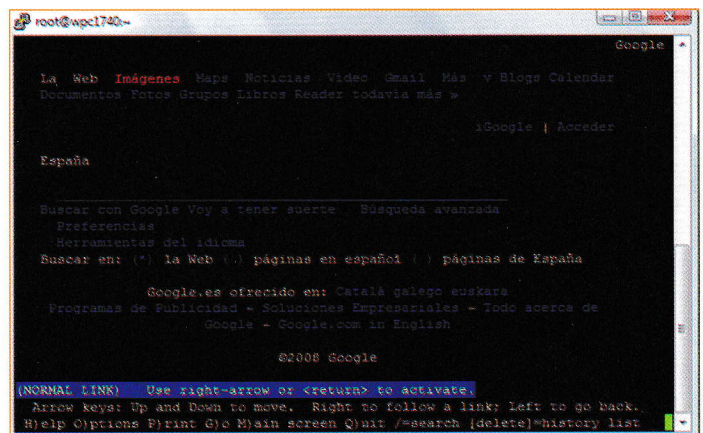 root@wpc1740:~
Google
La Web Imágenes Maps Noticias Vídeo Gmail Más v Blogs Calendar
Documentos Fotos Grupos Libros Reader todavía más »
iGoogle | Acceder
España
Buscar con Google Voy a tener suerte Búsqueda avanzada
Preferencias
Herramientas del idioma
Buscar en: (*) la Web ( ) páginas en español ( ) páginas de España
Google.es ofrecido en: Català galego euskara
Programas de Publicidad - Soluciones Empresariales - Todo acerca de
Google - Google.com in English
©2008 Google
(NORMAL LINK) Use right-arrow or <return> to activate.
Arrow keys: Up and Down to move. Right to follow a link; Left to go back.
H)elp O)ptions P)rint G)o M)ain screen Q)uit /=search [delete]=history list